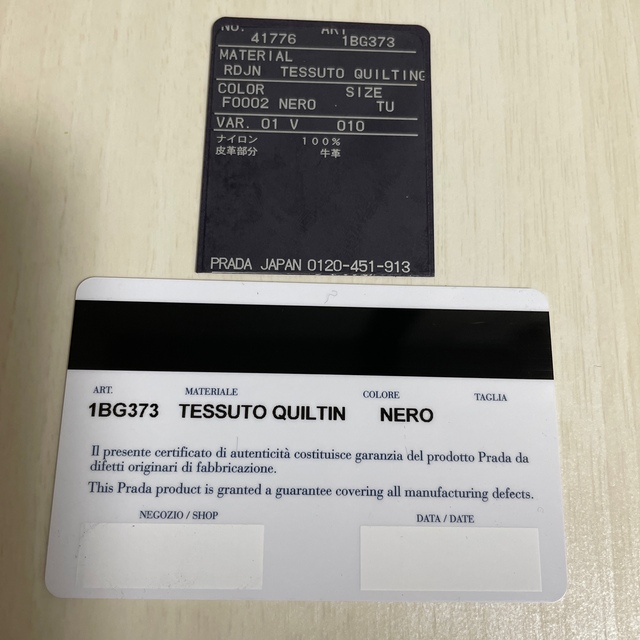 NO. ART
41776 1BG373
MATERIAL
RDJN TESSUTO QUILTING
COLOR SIZE
F0002 NERO TU
VAR. 01 V 010
ナイロン 100%
皮革部分 牛革
PRADA JAPAN 0120-451-913
ART. MATERIALE COLORE TAGLIA
1BG373 TESSUTO QUILTIN NERO
Il presente certificato di autenticità costituisce garanzia del prodotto Prada da
difetti originari di fabbricazione.
This Prada product is granted a guarantee covering all manufacturing defects.
NEGOZIO / SHOP DATA / DATE